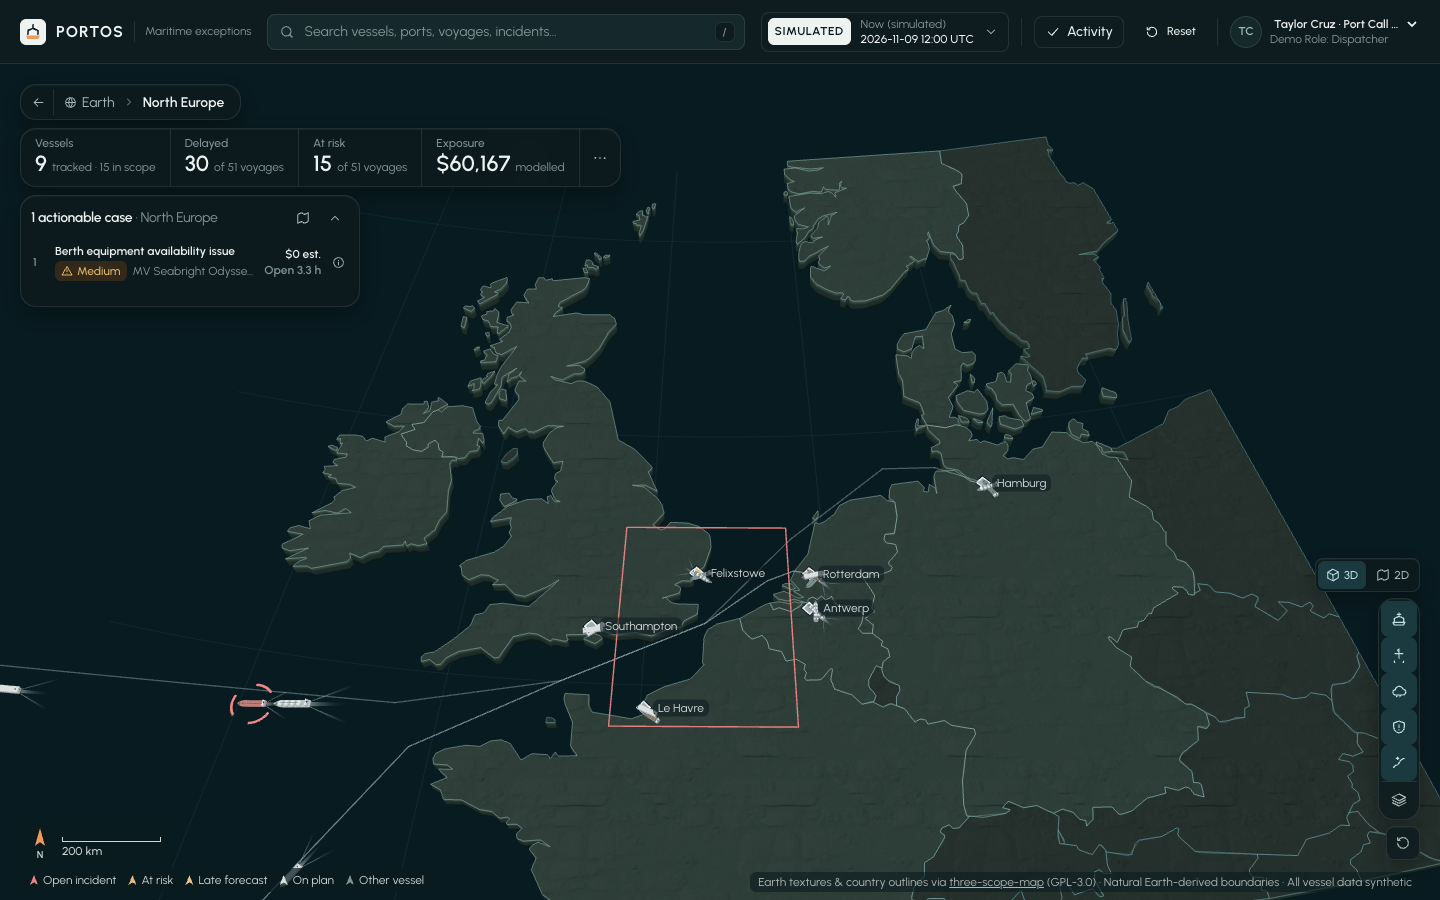 PORTOS
Maritime exceptions
Search vessels, ports, voyages, incidents...
/
SIMULATED
Now (simulated)
2026-11-09 12:00 UTC
Activity
Reset
TC
Taylor Cruz · Port Call ...
Demo Role: Dispatcher
Earth
North Europe
Vessels
9 tracked · 15 in scope
Delayed
30 of 51 voyages
At risk
15 of 51 voyages
Exposure
$60,167 modelled
1 actionable case · North Europe
1
Berth equipment availability issue
$0 est.
Medium
MV Seabright Odysse...
Open 3.3 h
Hamburg
Felixstowe
Rotterdam
Antwerp
Southampton
Le Havre
3D
2D
N
200 km
Open incident
At risk
Late forecast
On plan
Other vessel
Earth textures & country outlines via three-scope-map (GPL-3.0) · Natural Earth-derived boundaries · All vessel data synthetic